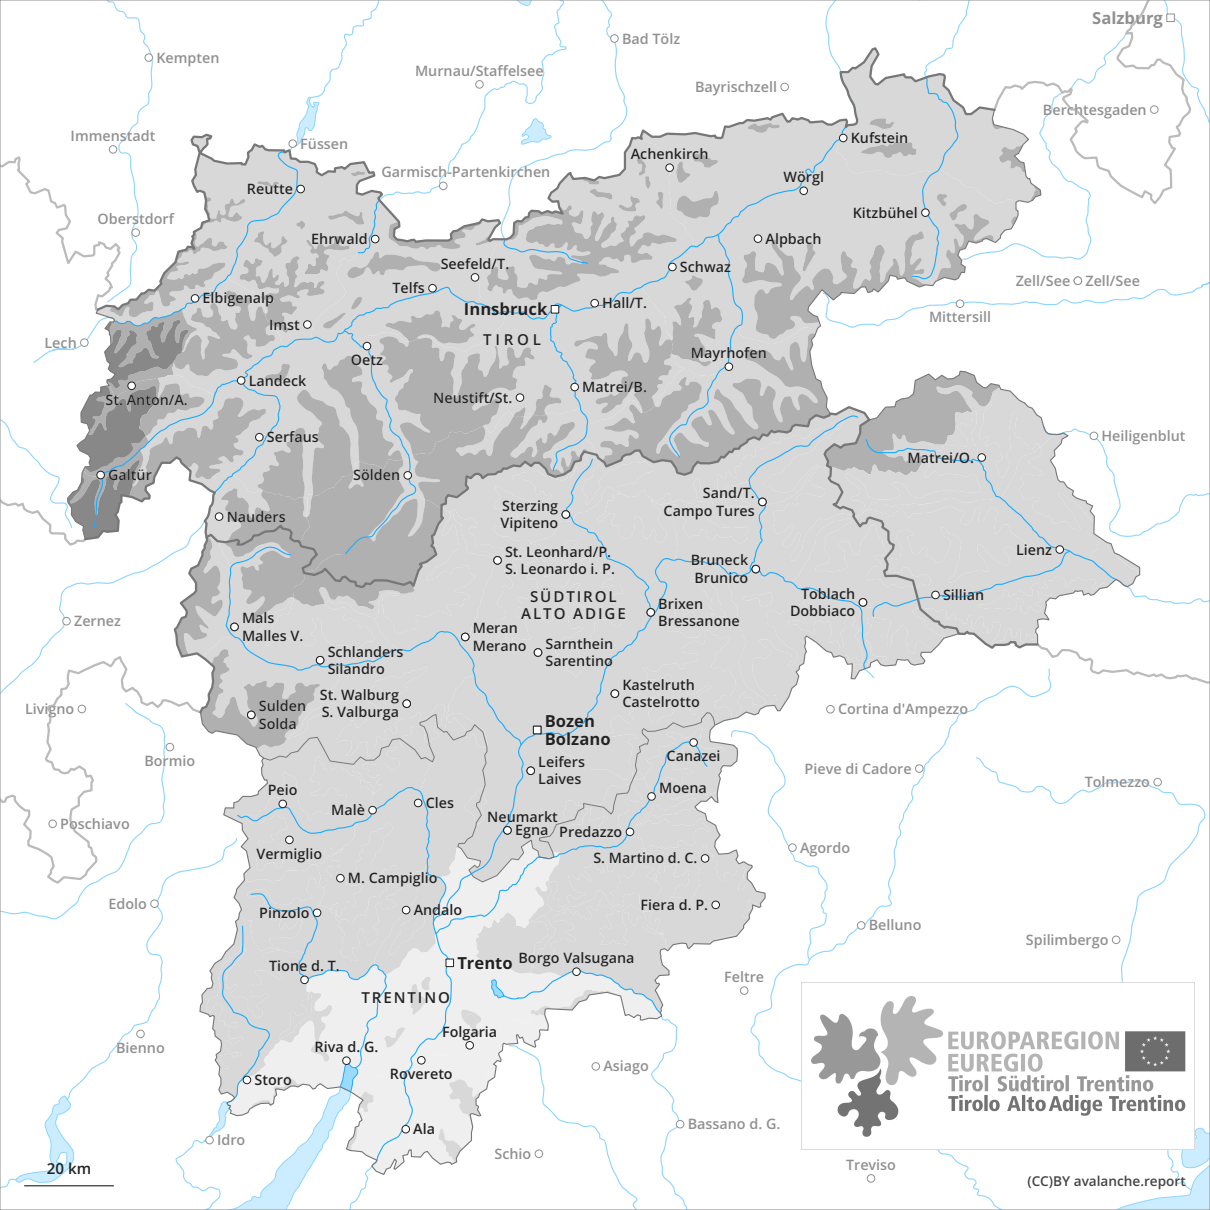 Salzburg
Bad Tölz
Kempten
Murnau/Staffelsee
Bayrischzell
Berchtesgaden
Immenstadt
Füssen
Kufstein
Achenkirch
Garmisch-Partenkirchen
Wörgl
Reutte
Oberstdorf
Kitzbühel
Ehrwald
Alpbach
Seefeld/T.
Schwaz
Zell/See
Zell/See
Telfs
Elbigenalp
Hall/T.
Innsbruck
Mittersill
Imst
TIROL
Lech
Oetz
Mayrhofen
Landeck
Matrei/B.
St. Anton/A.
Neustift/St.
Serfaus
Heiligenblut
Matrei/O.
Galtür
Sölden
Sand/T.
Campo Tures
Sterzing
Vipiteno
Nauders
St. Leonhard/P.
S. Leonardo i. P.
Lienz
Bruneck
Brunico
SÜDTIROL
ALTO ADIGE
Toblach
Dobbiaco
Sillian
Brixen
Bressanone
Zernez
Mals
Malles V.
Meran
Merano
Sarnthein
Sarentino
Schlanders
Silandro
Kastelruth
Castelrotto
St. Walburg
S. Valburga
Sulden
Solda
Livigno
Cortina d'Ampezzo
Bozen
Bolzano
Bormio
Canazei
Leifers
Laives
Pieve di Cadore
Tolmezzo
Peio
Moena
Malè
Cles
Neumarkt
Egna
Predazzo
Poschiavo
Vermiglio
S. Martino d. C.
Agordo
M. Campiglio
Edolo
Pinzolo
Andalo
Fiera d. P.
Belluno
Spilimbergo
Trento
Borgo Valsugana
Tione d. T.
Feltre
TRENTINO
Folgaria
Bienno
Riva d. G.
Rovereto
Asiago
Storo
EUROPAREGION
EUREGIO
Tirol Südtirol Trentino
Tirolo Alto Adige Trentino
Ala
Bassano d. G.
Idro
Schio
Treviso
20 km
(CC)BY avalanche.report